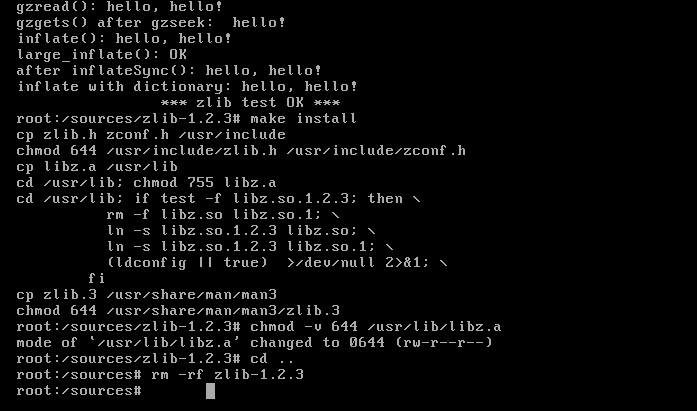 gzread(): hello, hello!
gzgets() after gzseek:  hello!
inflate(): hello, hello!
large_inflate(): OK
after inflateSync(): hello, hello!
inflate with dictionary: hello, hello!
                *** zlib test OK ***
root:/sources/zlib-1.2.3# make install
cp zlib.h zconf.h /usr/include
chmod 644 /usr/include/zlib.h /usr/include/zconf.h
cp libz.a /usr/lib
cd /usr/lib; chmod 755 libz.a
cd /usr/lib; if test -f libz.so.1.2.3; then \
          rm -f libz.so libz.so.1; \
          ln -s libz.so.1.2.3 libz.so; \
          ln -s libz.so.1.2.3 libz.so.1; \
          (ldconfig || true)  >/dev/null 2>&1; \
        fi
cp zlib.3 /usr/share/man/man3
chmod 644 /usr/share/man/man3/zlib.3
root:/sources/zlib-1.2.3# chmod -v 644 /usr/lib/libz.a
mode of `/usr/lib/libz.a' changed to 0644 (rw-r--r--)
root:/sources/zlib-1.2.3# cd ..
root:/sources# rm -rf zlib-1.2.3
root:/sources#